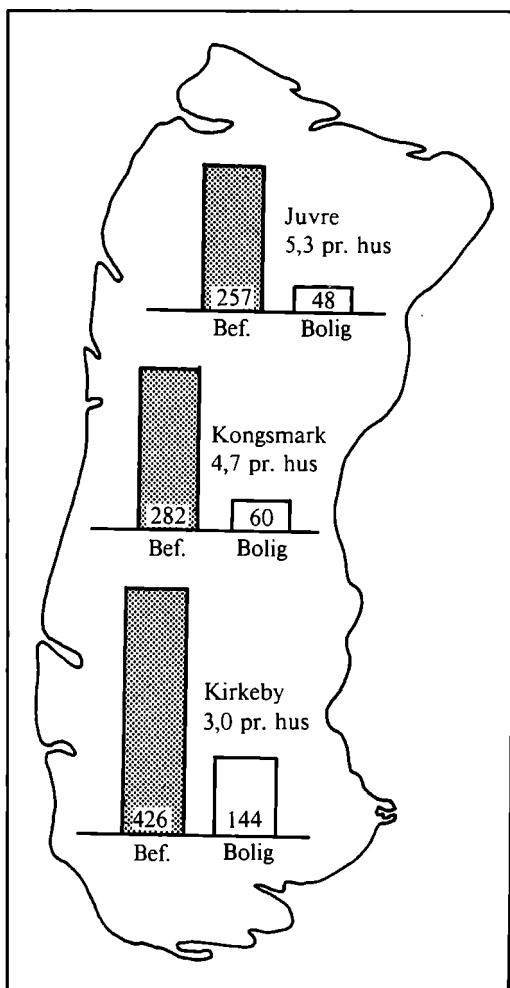 Juvre
5,3 pr. hus
257 48
Bef. Bolig
Kongsmark
4,7 pr. hus
282 60
Bef. Bolig
Kirkeby
3,0 pr. hus
426 144
Bef. Bolig